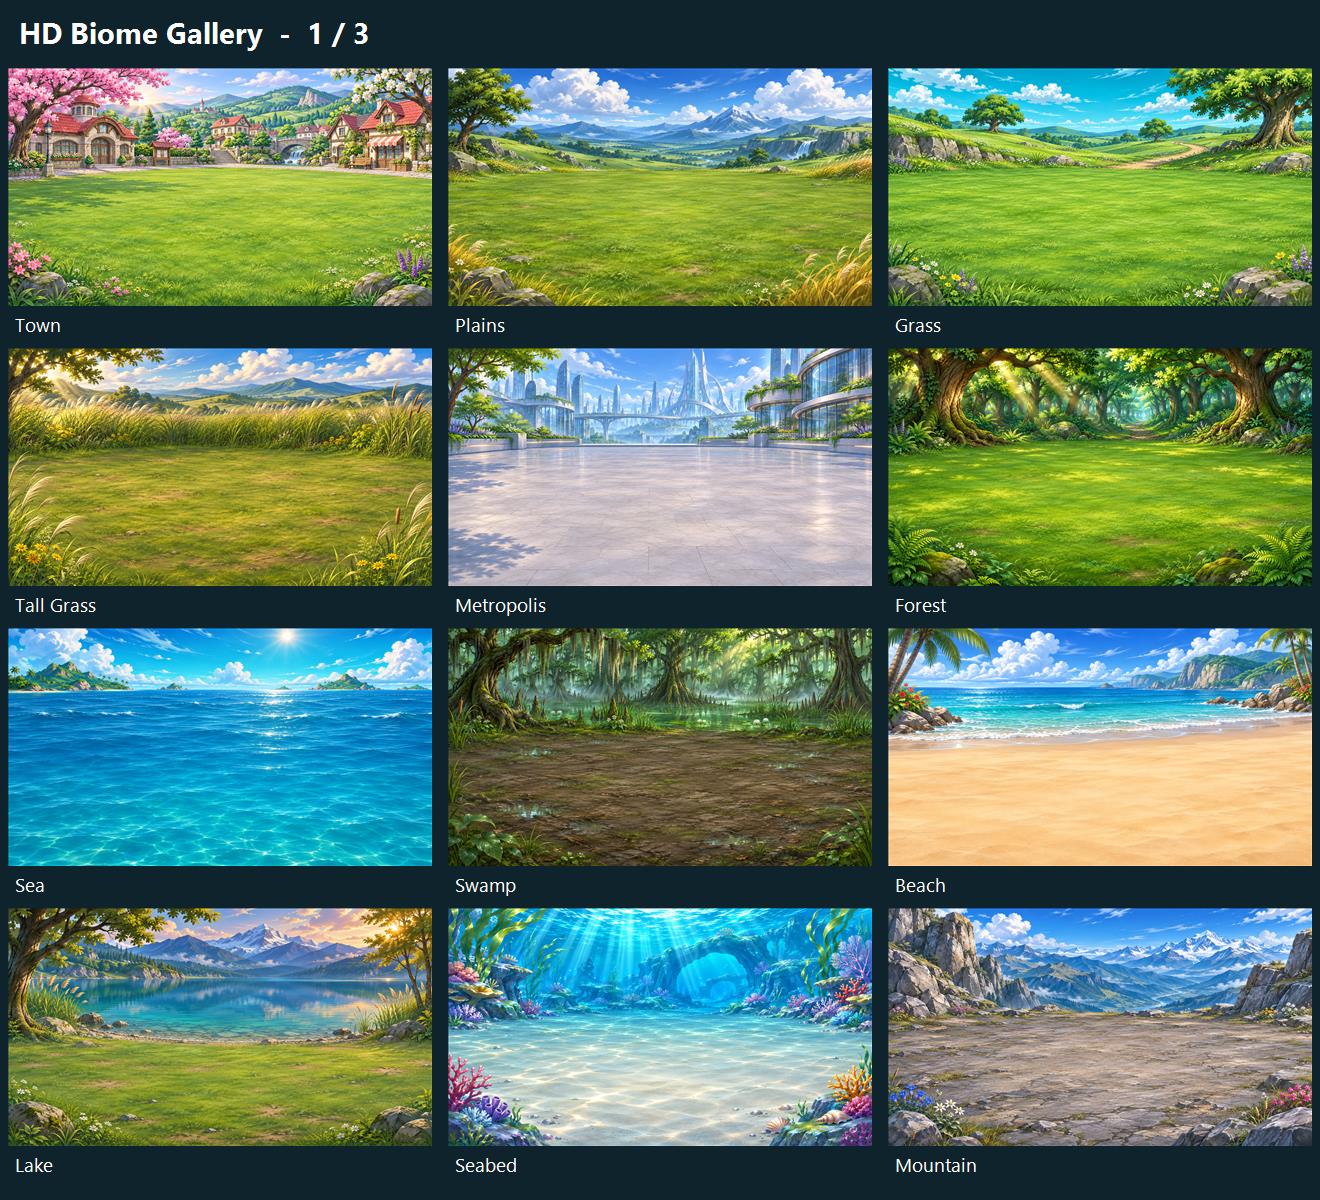 HD Biome Gallery - 1 / 3
Town
Plains
Grass
Tall Grass
Metropolis
Forest
Sea
Swamp
Beach
Lake
Seabed
Mountain